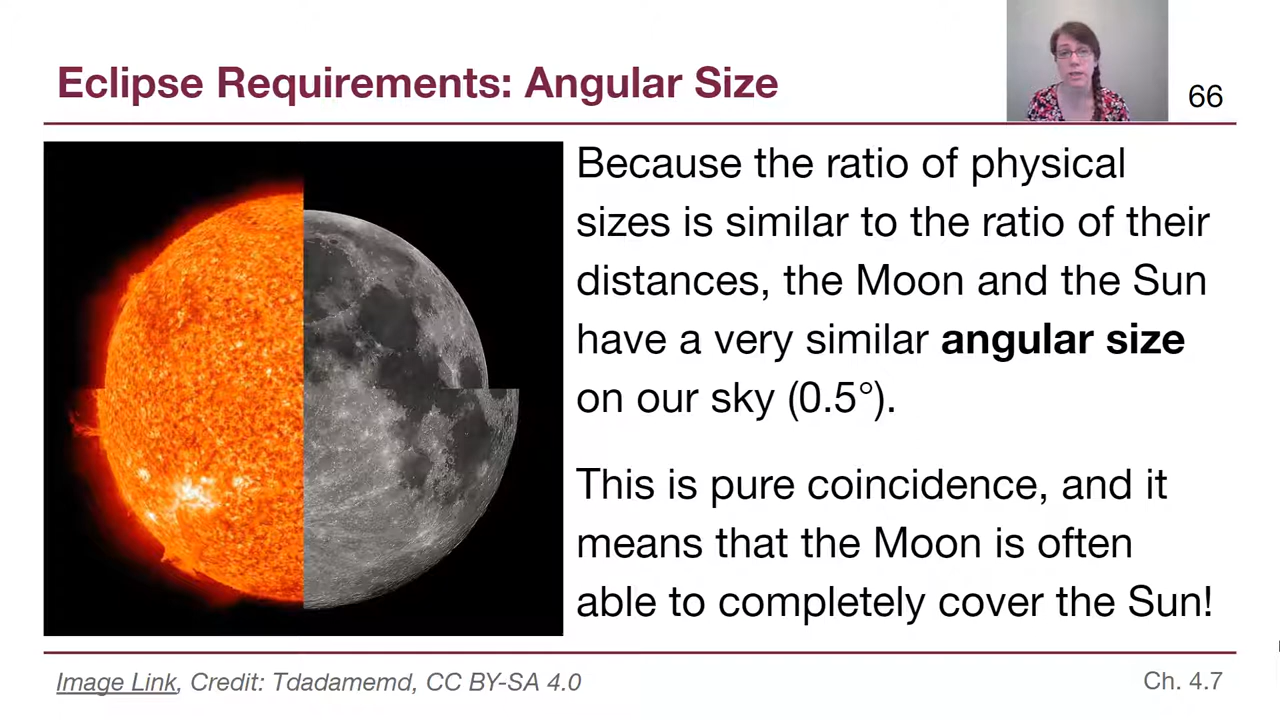 Eclipse Requirements: Angular Size
66
Because the ratio of physical
sizes is similar to the ratio of their
distances, the Moon and the Sun
have a very similar angular size
on our sky (0.5°).
This is pure coincidence, and it
means that the Moon is often
able to completely cover the Sun!
Image Link, Credit: Tdadamemd, CC BY-SA 4.0
Ch. 4.7